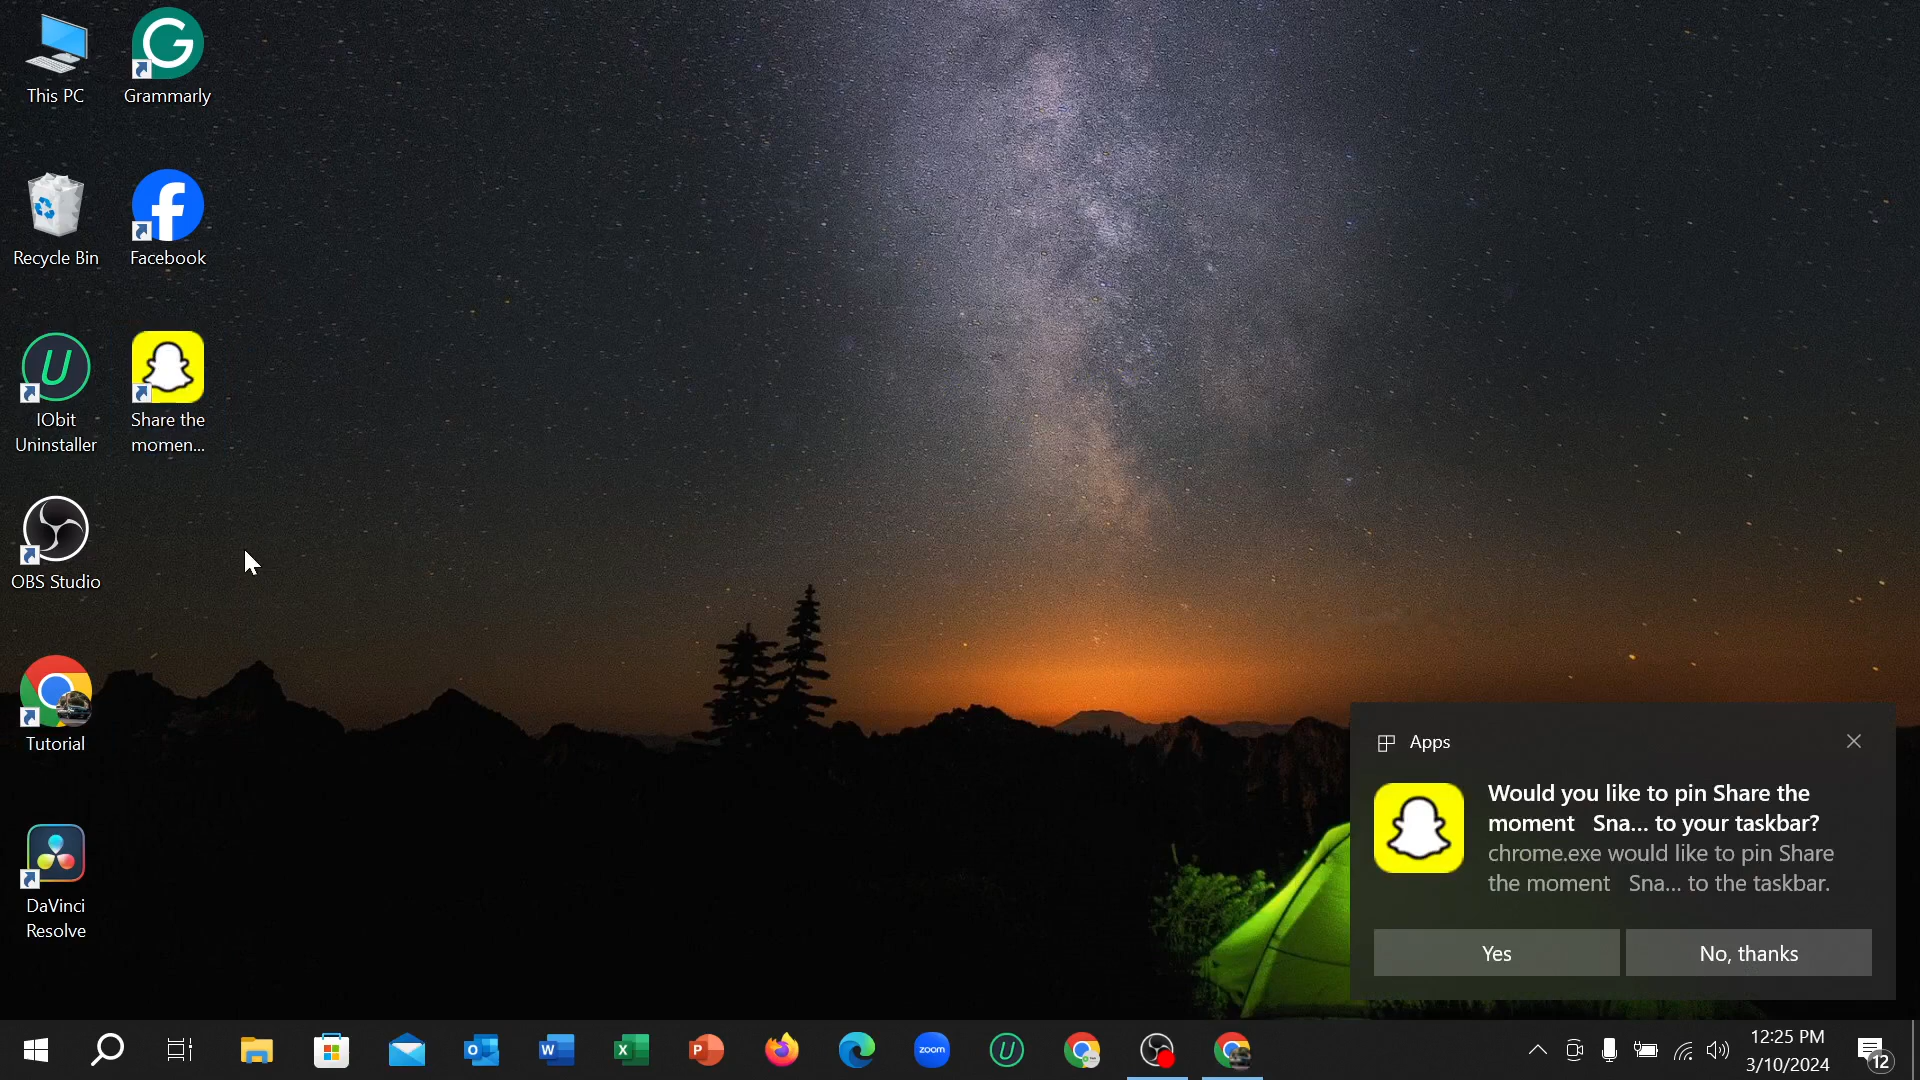 This PC
Grammarly
Recycle Bin
Facebook
IObit
Uninstaller
Share the
momen...
OBS Studio
Tutorial
DaVinci
Resolve
Apps
Would you like to pin Share the
moment   Sna... to your taskbar?
chrome.exe would like to pin Share
the moment   Sna... to the taskbar.
Yes
No, thanks
zoom
12:25 PM
3/10/2024
12